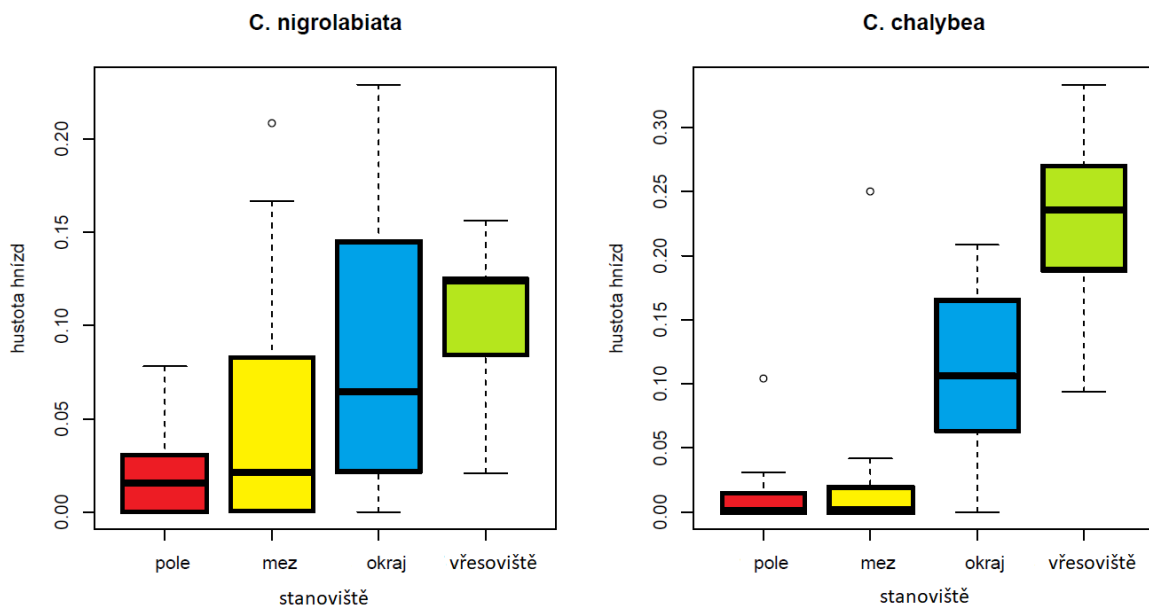 C. nigrolabiata
hustota hnízd
0.20
0.15
0.10
0.05
0.00
pole mez okraj vřesoviště
stanoviště
C. chalybea
hustota hnízd
0.30
0.25
0.20
0.15
0.10
0.05
0.00
pole mez okraj vřesoviště
stanoviště